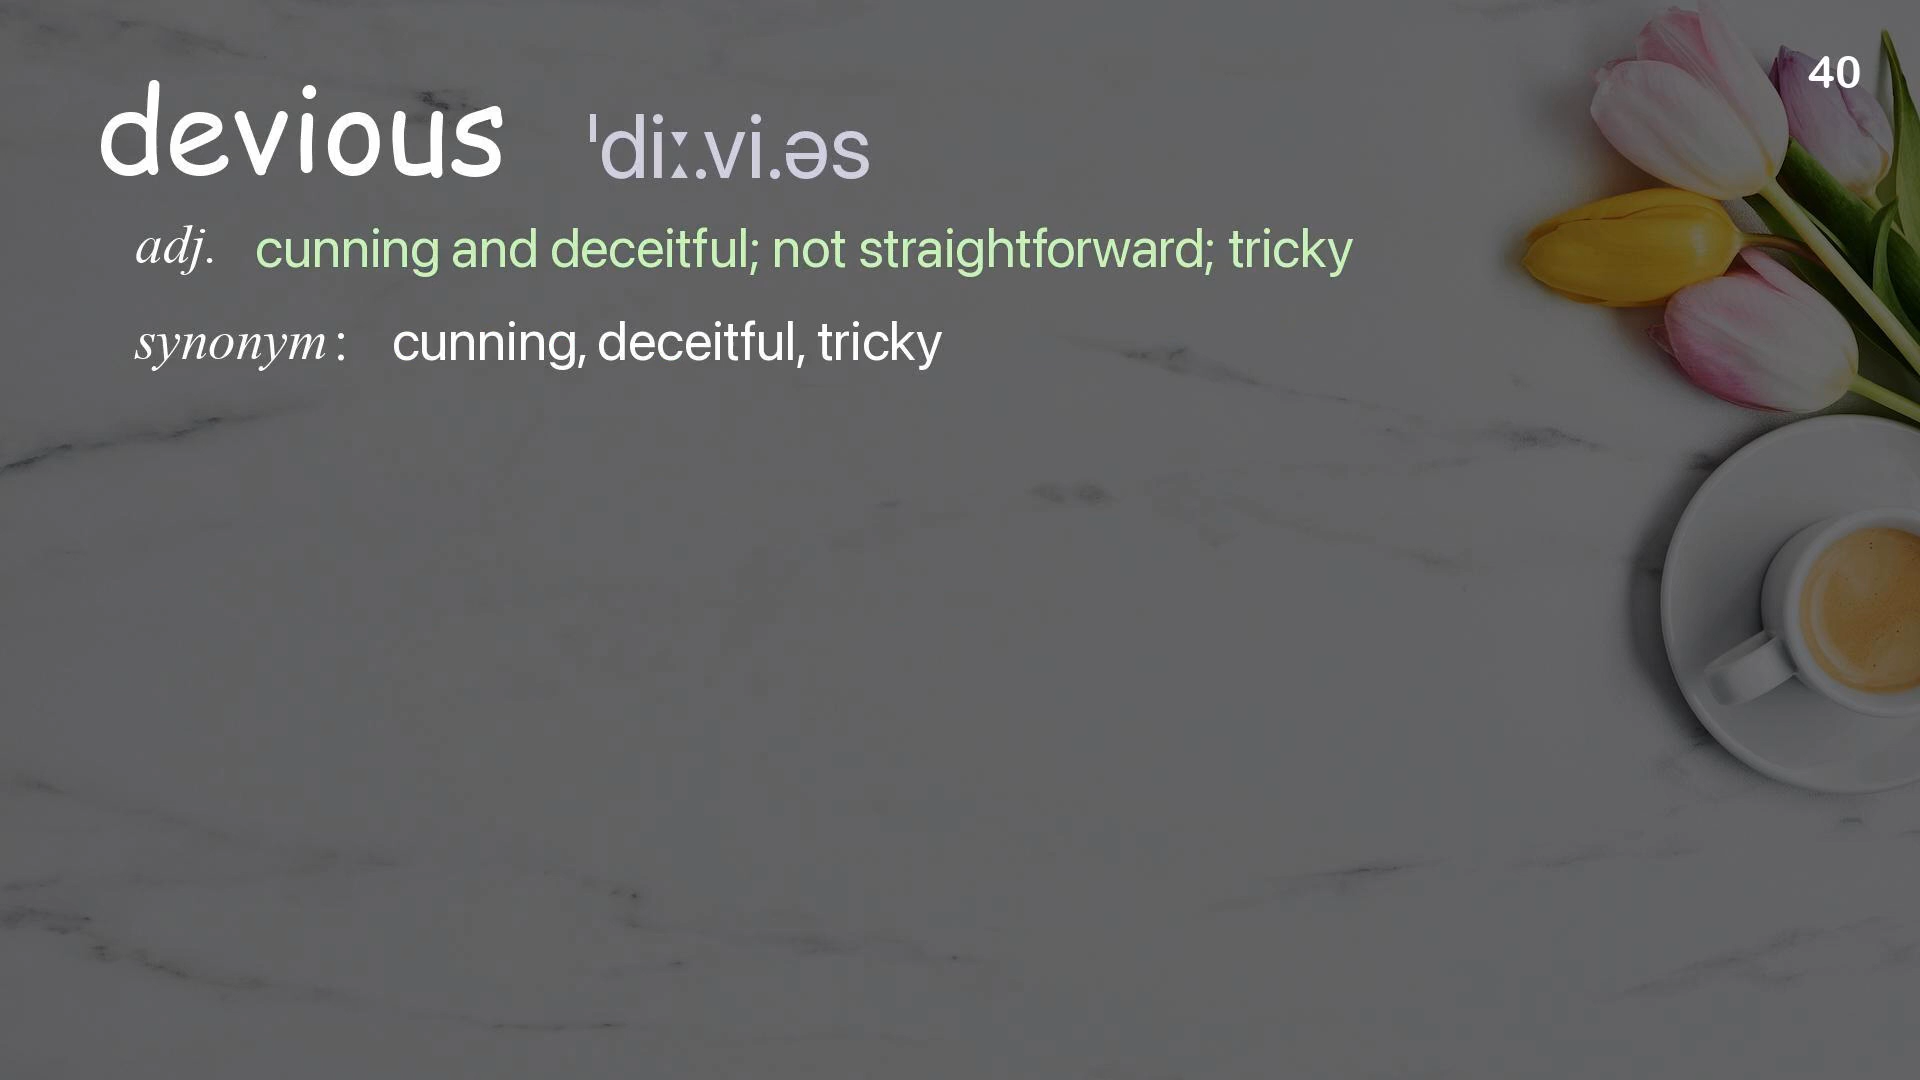 40
devious ˈdiː.vi.əs
adj. cunning and deceitful; not straightforward; tricky
synonym: cunning, deceitful, tricky